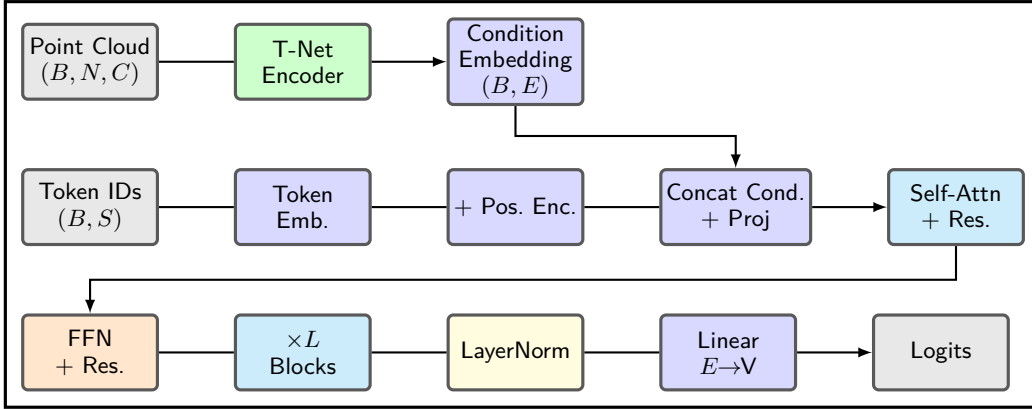 Point Cloud
(B, N, C)
T-Net
Encoder
Condition
Embedding
(B, E)
Token IDs
(B, S)
Token
Emb.
+ Pos. Enc.
Concat Cond.
+ Proj
Self-Attn
+ Res.
FFN
+ Res.
×L
Blocks
LayerNorm
Linear
E→V
Logits